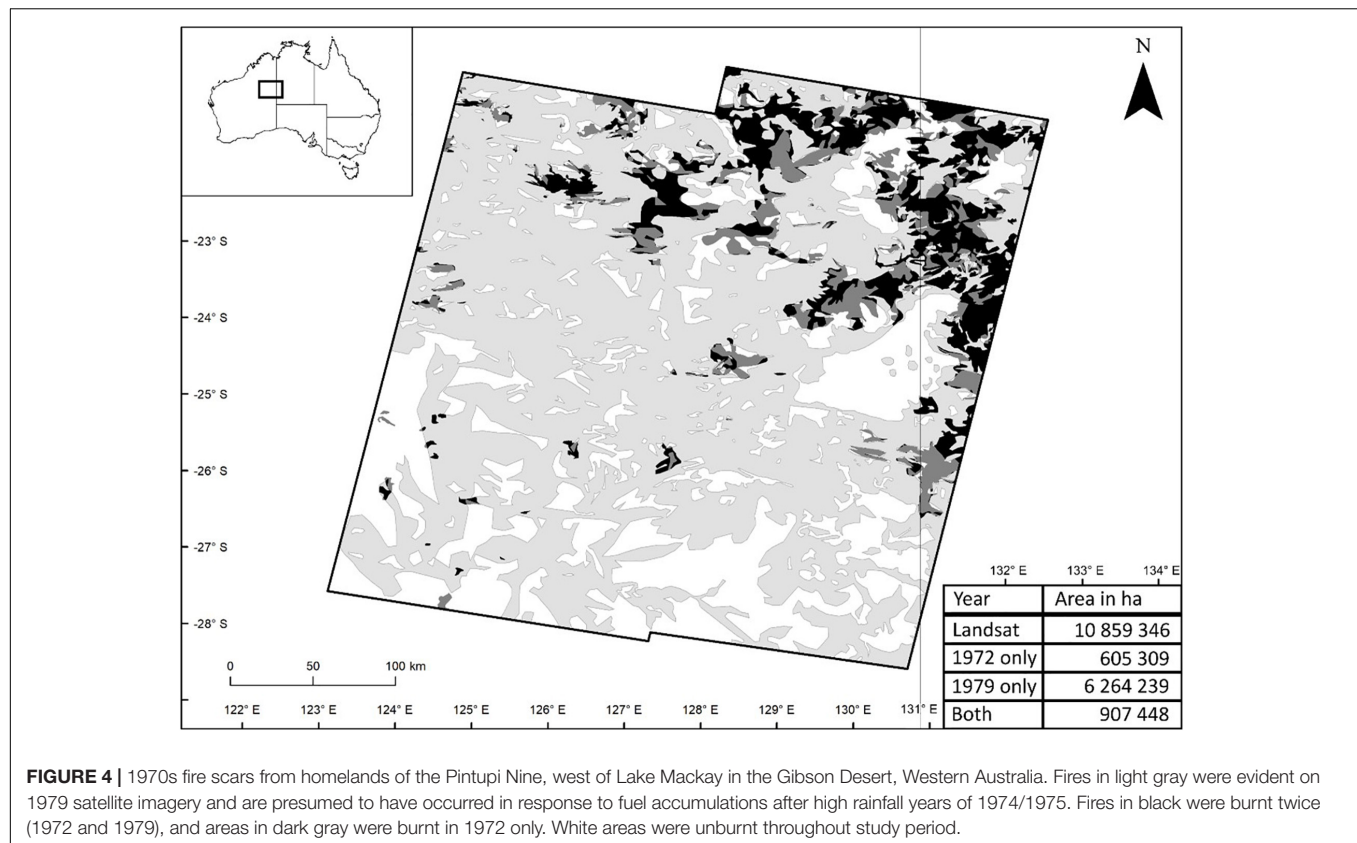 N
-23° S
-24° S
-25° S
-26° S
-27° S
-28° S
0 50 100 km
122° E 123° E 124° E 125° E 126° E 127° E 128° E 129° E 130° E 131° E
132° E 133° E 134° E
Year Area in ha
Landsat 10 859 346
1972 only 605 309
1979 only 6 264 239
Both 907 448
FIGURE 4 | 1970s fire scars from homelands of the Pintupi Nine, west of Lake Mackay in the Gibson Desert, Western Australia. Fires in light gray were evident on
1979 satellite imagery and are presumed to have occurred in response to fuel accumulations after high rainfall years of 1974/1975. Fires in black were burnt twice
(1972 and 1979), and areas in dark gray were burnt in 1972 only. White areas were unburnt throughout study period.